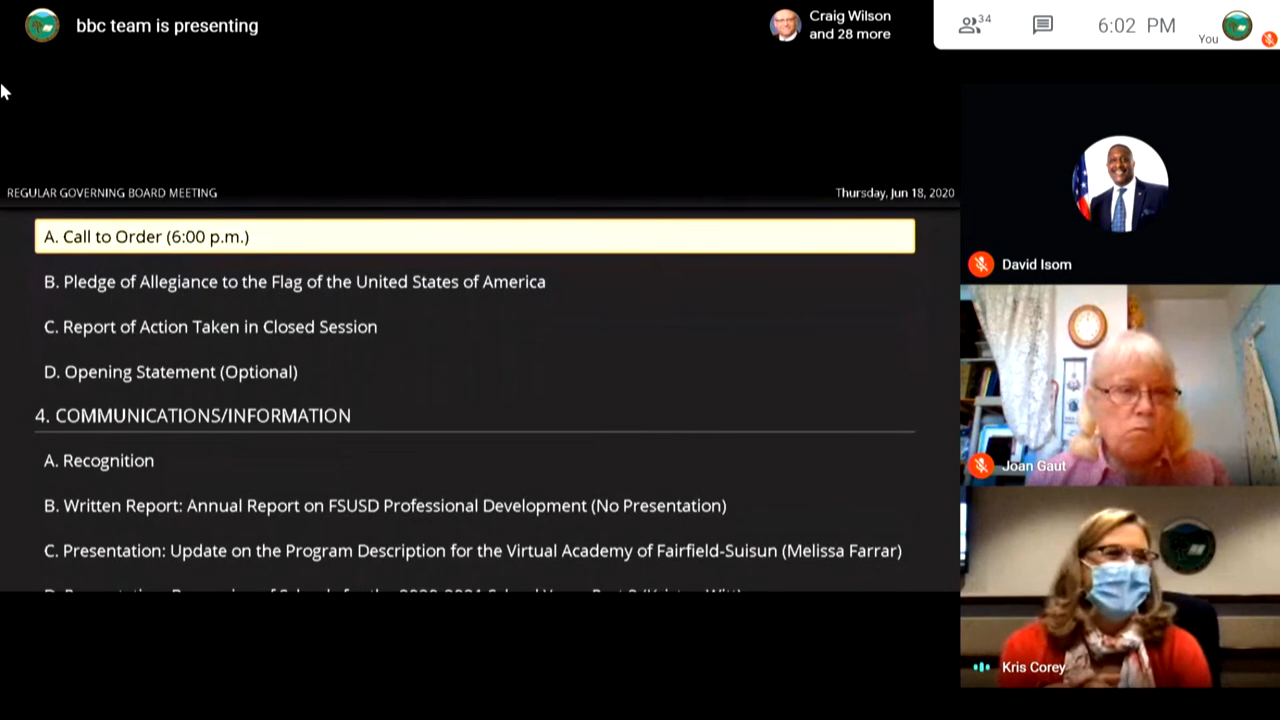 bbc team is presenting
Craig Wilson
and 28 more
34
6:02 PM
You
REGULAR GOVERNING BOARD MEETING
Thursday, Jun 18, 2020
A. Call to Order (6:00 p.m.)
B. Pledge of Allegiance to the Flag of the United States of America
C. Report of Action Taken in Closed Session
D. Opening Statement (Optional)
4. COMMUNICATIONS/INFORMATION
A. Recognition
B. Written Report: Annual Report on FSUSD Professional Development (No Presentation)
C. Presentation: Update on the Program Description for the Virtual Academy of Fairfield-Suisun (Melissa Farrar)
David Isom
Joan Gaut
Kris Corey